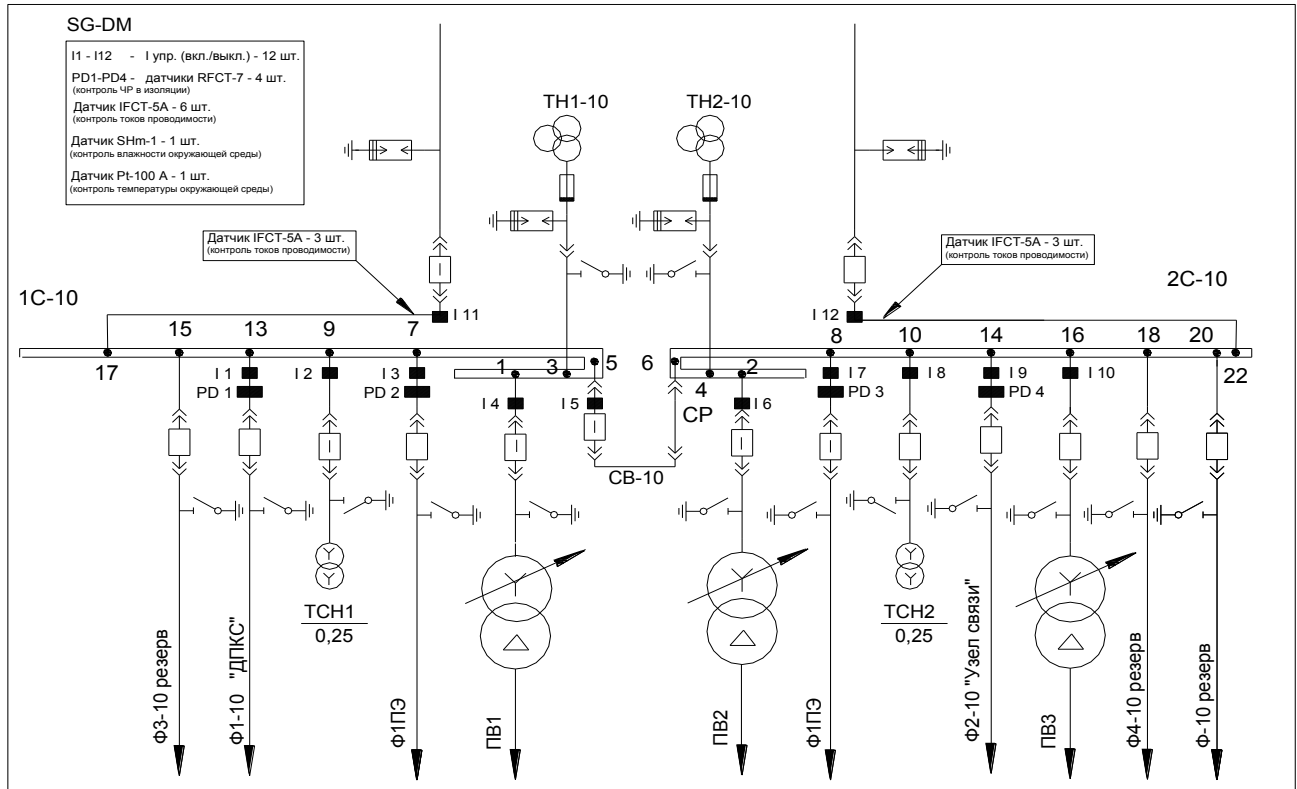 SG-DM
I1 - I12 - I упр. (вкл./выкл.) - 12 шт.
PD1-PD4 - датчики RFCT-7 - 4 шт.
(контроль ЧР в изоляции)
Датчик IFCT-5A - 6 шт.
(контроль токов проводимости)
Датчик SHm-1 - 1 шт.
(контроль влажности окружающей среды)
Датчик Pt-100 A - 1 шт.
(контроль температуры окружающей среды)
ТН1-10
ТН2-10
Датчик IFCT-5A - 3 шт.
(контроль токов проводимости)
Датчик IFCT-5A - 3 шт.
(контроль токов проводимости)
1С-10
2С-10
I 11
I 12
15
13
9
7
8
10
14
16
18
20
17
1
3
5
6
4
2
22
I 1
I 2
I 3
I 7
I 8
I 9
I 10
PD 1
PD 2
PD 3
PD 4
I 4
I 5
I 6
СР
СВ-10
ТСН1
0,25
ТСН2
0,25
Ф3-10 резерв
Ф1-10 "ДПКС"
Ф1ПЭ
ПВ1
ПВ2
Ф1ПЭ
Ф2-10 "Узел связи"
ПВ3
Ф4-10 резерв
Ф-10 резерв